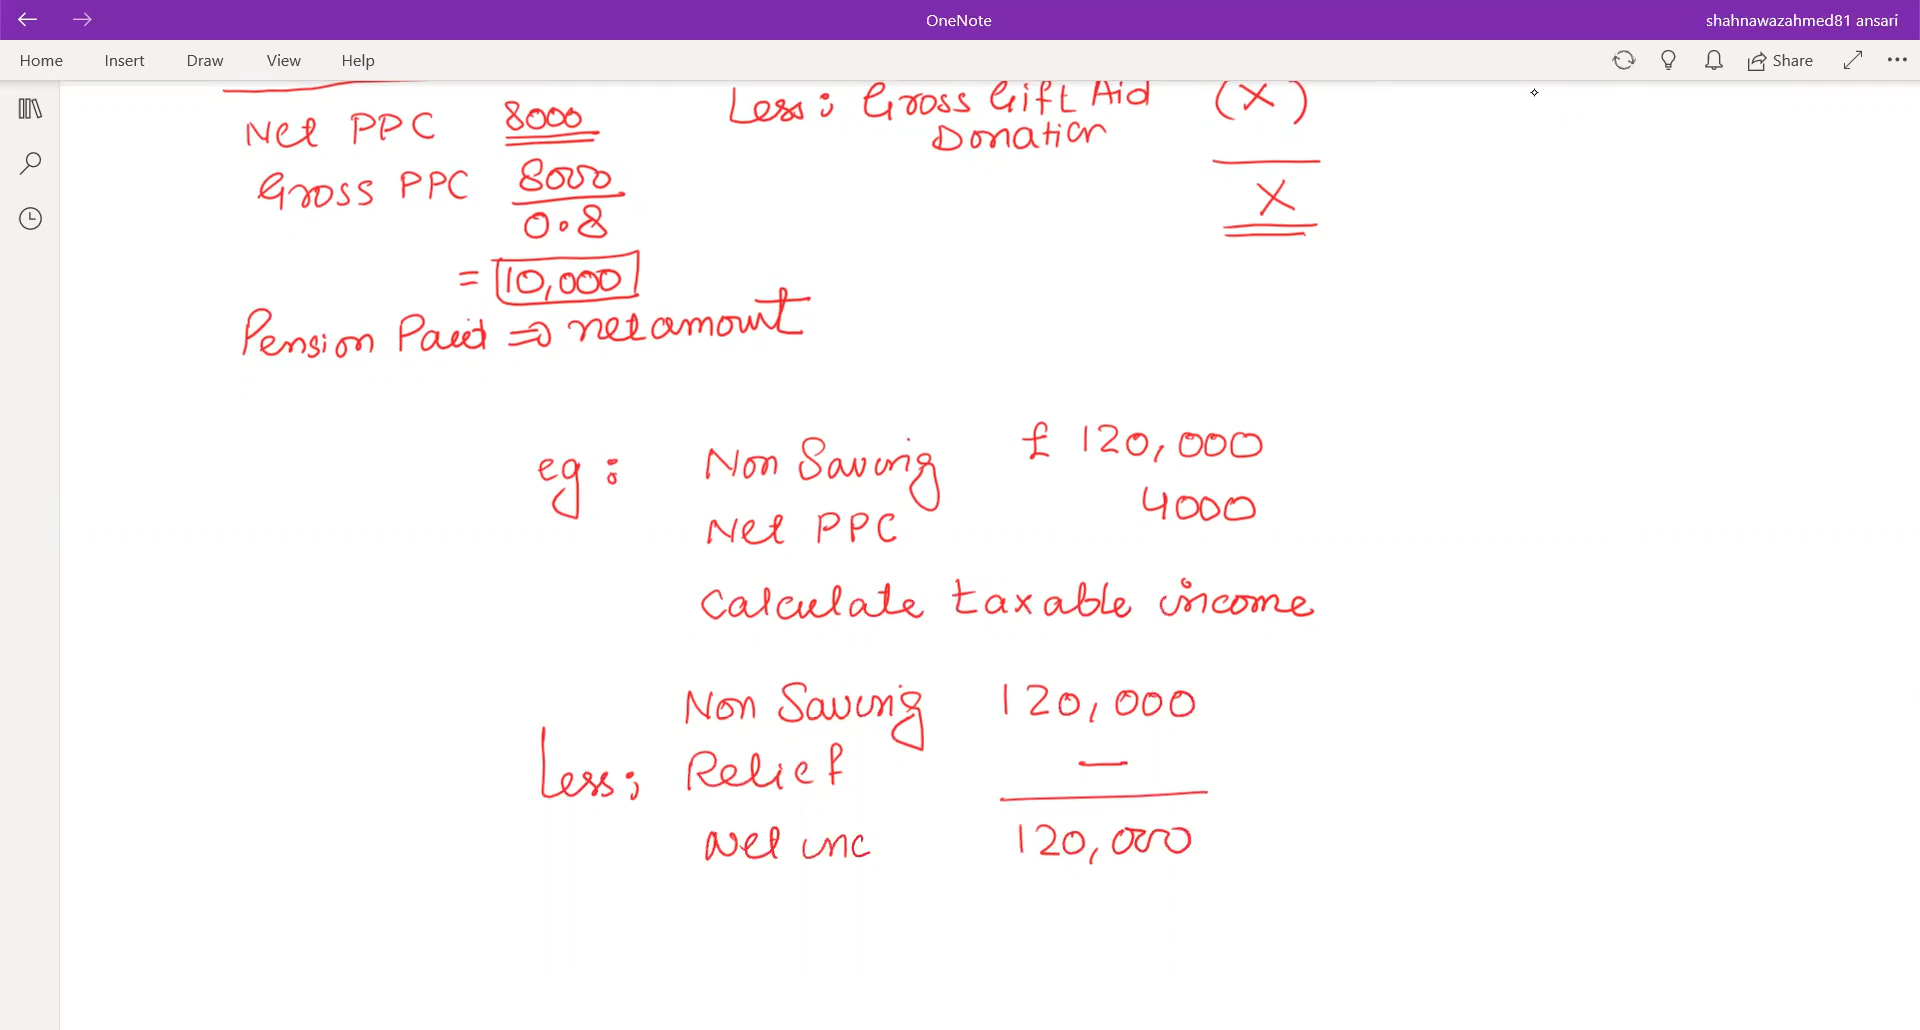 OneNote
shahnawazahmed81 ansari
Home Insert Draw View Help
Share
Net PPC 8000
Gross PPC 8000
0.8
= 10,000
Pension Paid ⇒ net amount
Less; Gross Gift Aid (X)
Donation
X
eg: Non Saving £ 120,000
Net PPC 4000
Calculate taxable income
Non Saving 120,000
Less; Relief —
Net inc 120,000